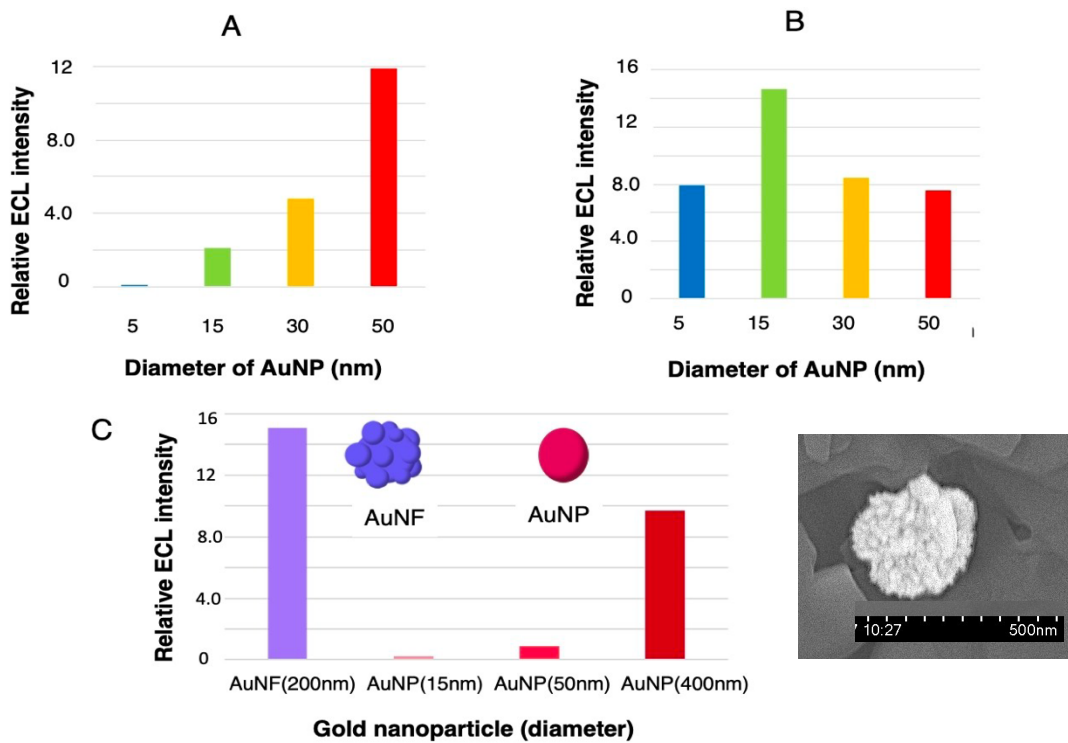 A
Relative ECL intensity
12
8.0
4.0
0
5 15 30 50
Diameter of AuNP (nm)
B
Relative ECL intensity
16
12
8.0
4.0
0
5 15 30 50
Diameter of AuNP (nm)
C
Relative ECL intensity
16
12
8.0
4.0
0
AuNF AuNP
AuNF(200nm) AuNP(15nm) AuNP(50nm) AuNP(400nm)
Gold nanoparticle (diameter)
10:27 500nm